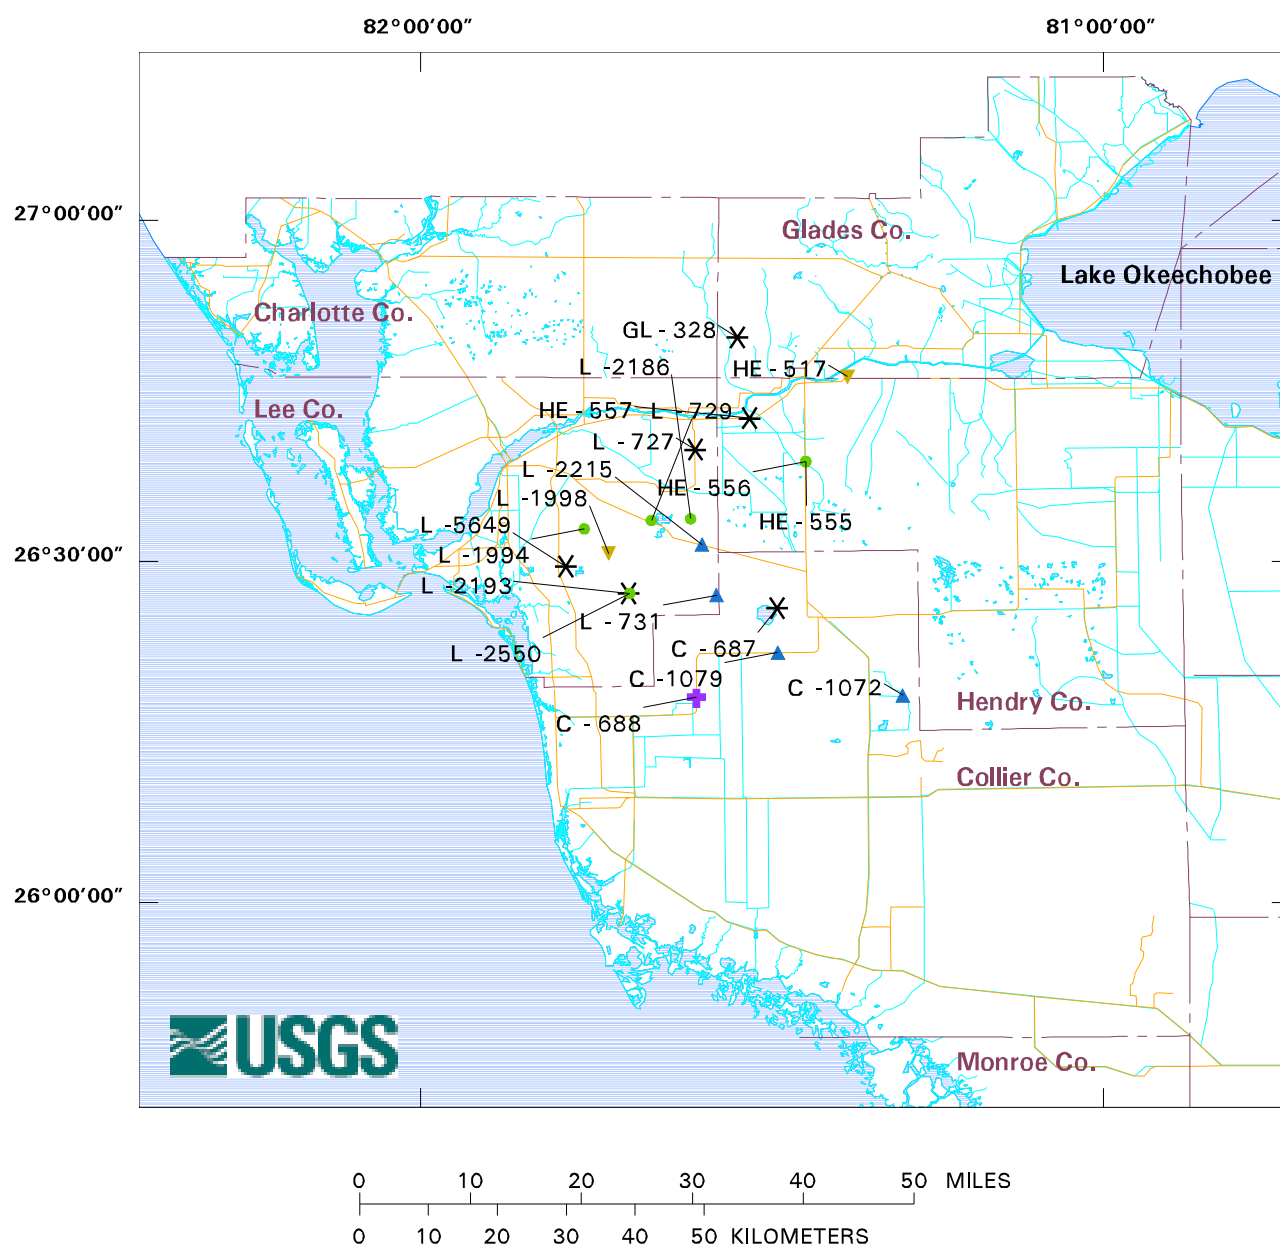 82°00′00″ 81°00′00″
27°00′00″
Glades Co.
Lake Okeechobee
Charlotte Co.
GL - 328
L - 2186
HE - 517
Lee Co.
HE - 557 L - 729
L - 727
L - 2215
HE - 556
L - 1998
HE - 555
L - 5649
26°30′00″
L - 1994
L - 2193
L - 731
C - 687
L - 2550
C - 1079
C - 1072
Hendry Co.
C - 688
Collier Co.
26°00′00″
USGS
Monroe Co.
0 10 20 30 40 50 MILES
0 10 20 30 40 50 KILOMETERS